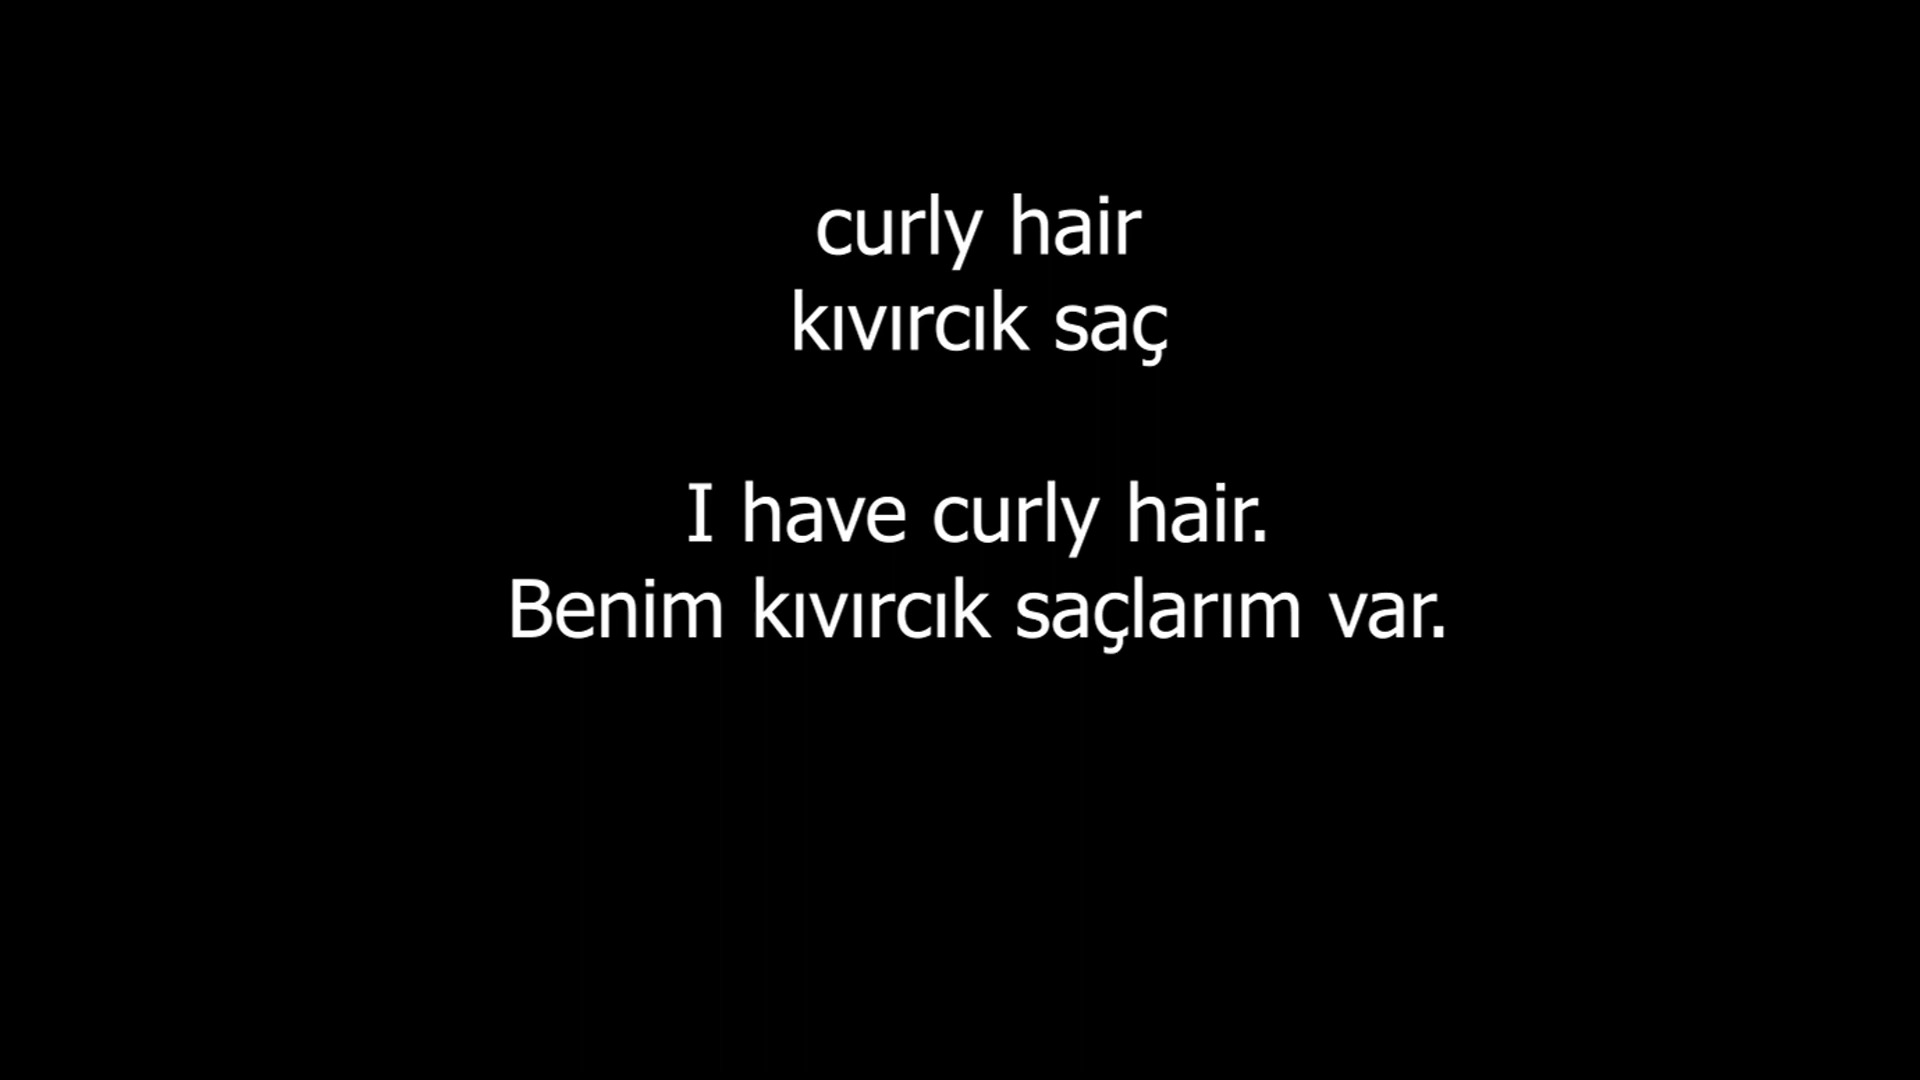 curly hair
kıvırcık saç
I have curly hair.
Benim kıvırcık saçlarım var.